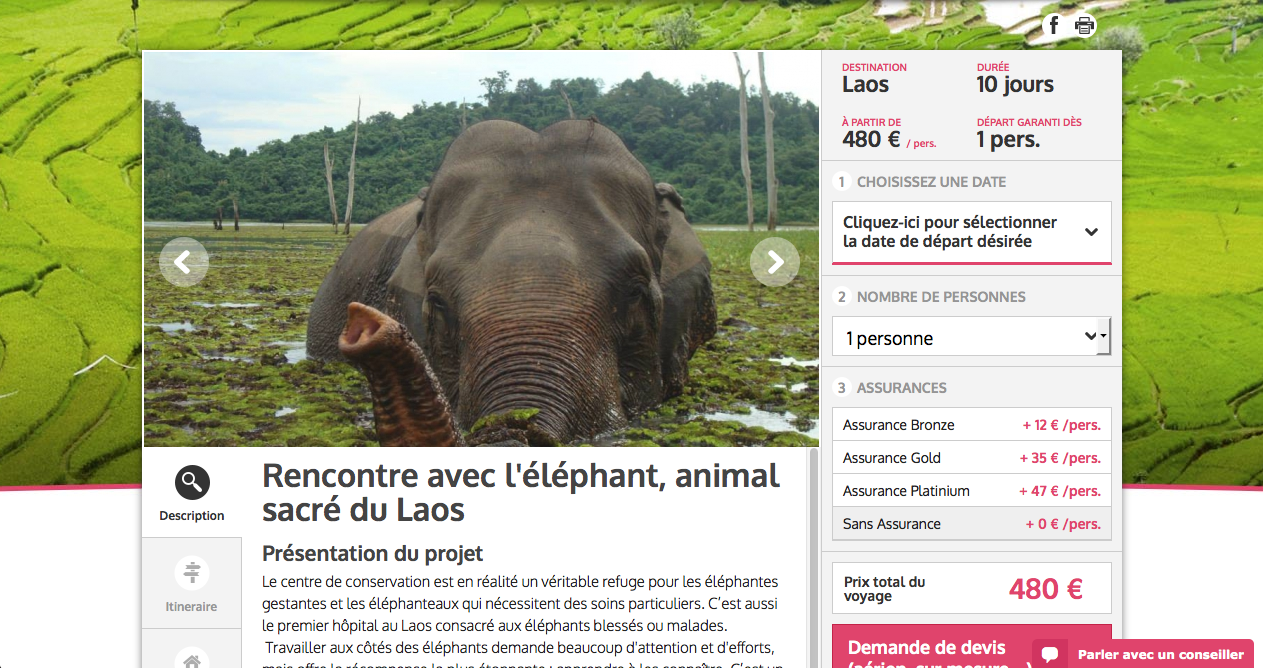 f
DESTINATION
Laos
DURÉE
10 jours
À PARTIR DE
480 € / pers.
DÉPART GARANTI DÈS
1 pers.
1 CHOISISSEZ UNE DATE
Cliquez-ici pour sélectionner
la date de départ désirée
2 NOMBRE DE PERSONNES
1 personne
3 ASSURANCES
Assurance Bronze + 12 € /pers.
Assurance Gold + 35 € /pers.
Assurance Platinium + 47 € /pers.
Sans Assurance + 0 € /pers.
Prix total du
voyage
480 €
Demande de devis
Parler avec un conseiller
Description
Itineraire
Rencontre avec l'éléphant, animal
sacré du Laos
Présentation du projet
Le centre de conservation est en réalité un véritable refuge pour les éléphantes
gestantes et les éléphanteaux qui nécessitent des soins particuliers. C'est aussi
le premier hôpital au Laos consacré aux éléphants blessés ou malades.
Travailler aux côtés des éléphants demande beaucoup d'attention et d'efforts,